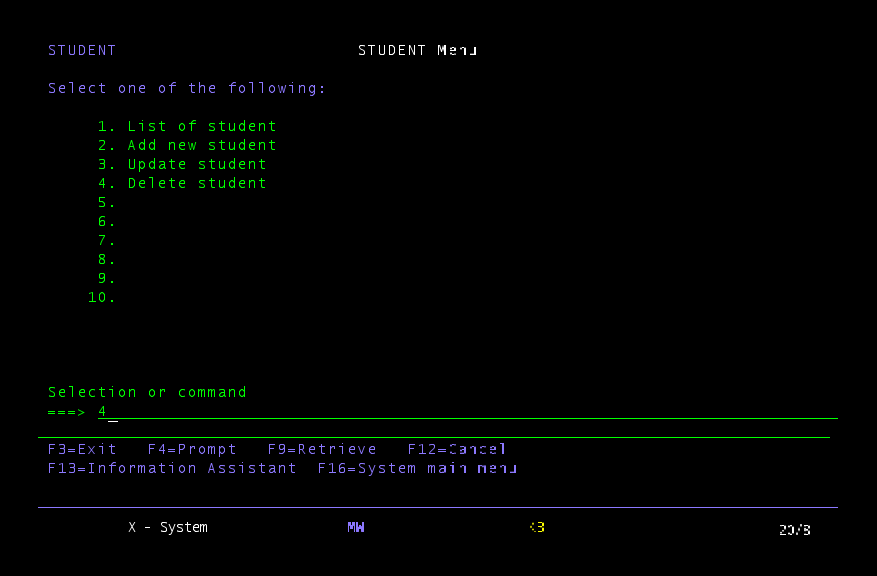 STUDENT STUDENT Menu
Select one of the following:
1. List of student
2. Add new student
3. Update student
4. Delete student
5.
6.
7.
8.
9.
10.
Selection or command
===> 4_
F3=Exit F4=Prompt F9=Retrieve F12=Cancel
F13=Information Assistant F16=System main menu
X - System MW 20/8